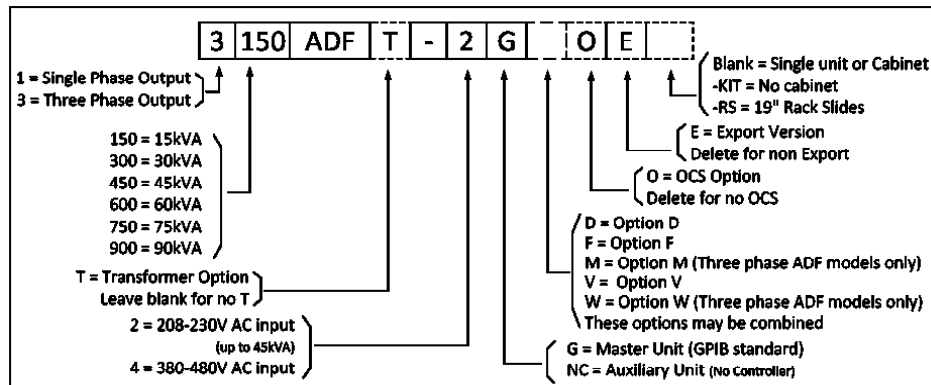 3 150 ADF T - 2 G O E
1 = Single Phase Output
3 = Three Phase Output
150 = 15kVA
300 = 30kVA
450 = 45kVA
600 = 60kVA
750 = 75kVA
900 = 90kVA
T = Transformer Option
Leave blank for no T
2 = 208-230V AC input
(up to 45kVA)
4 = 380-480V AC input
Blank = Single unit or Cabinet
-KIT = No cabinet
-RS = 19" Rack Slides
E = Export Version
Delete for non Export
O = OCS Option
Delete for no OCS
D = Option D
F = Option F
M = Option M (Three phase ADF models only)
V = Option V
W = Option W (Three phase ADF models only)
These options may be combined
G = Master Unit (GPIB standard)
NC = Auxiliary Unit (No Controller)